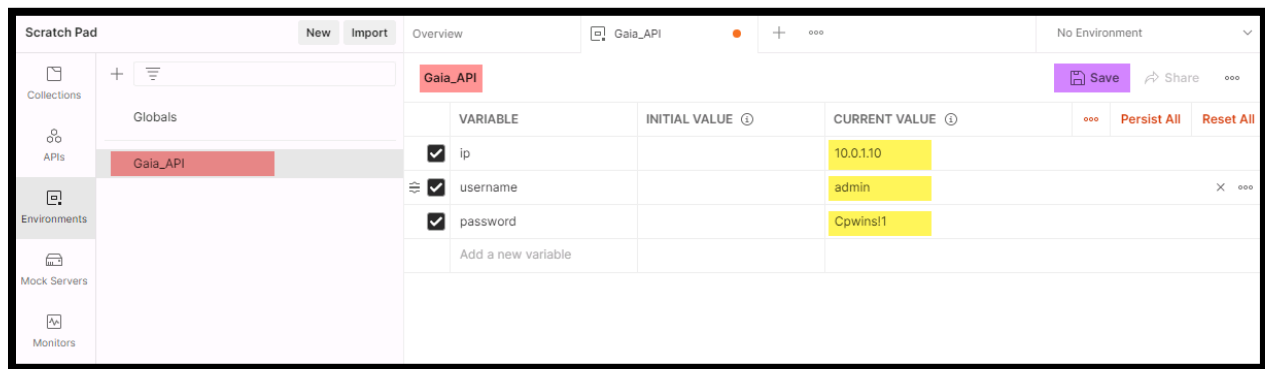 Scratch Pad
New
Import
Overview
Gaia_API
No Environment
Collections
APIs
Environments
Mock Servers
Monitors
Globals
Gaia_API
Gaia_API
Save
Share
VARIABLE
INITIAL VALUE
CURRENT VALUE
Persist All
Reset All
ip
10.0.1.10
username
admin
password
Cpwins!1
Add a new variable